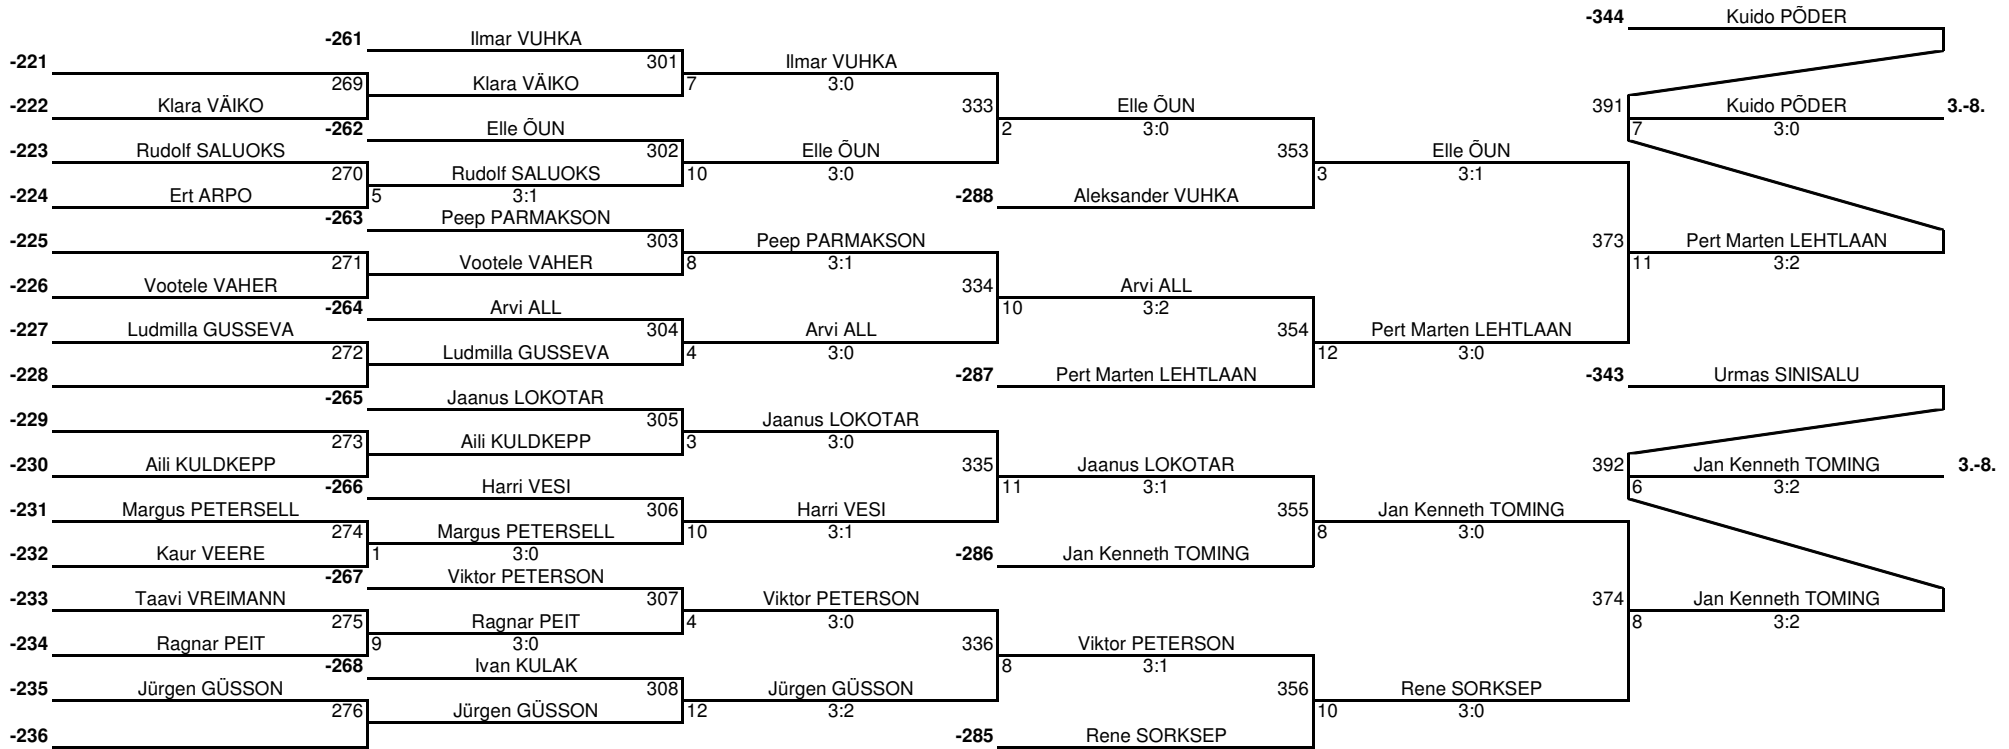 -344 Kuido PÕDER
-261 Ilmar VUHKA
-221 301 Ilmar VUHKA
269 Klara VÄIKO 7 3:0
-222 Klara VÄIKO 333 Elle ÕUN 391 Kuido PÕDER 3.-8.
-262 Elle ÕUN 2 3:0 7 3:0
-223 Rudolf SALUOKS 302 Elle ÕUN 353 Elle ÕUN
270 Rudolf SALUOKS 10 3:0 3 3:1
-224 Ert ARPO 5 3:1 -288 Aleksander VUHKA
-263 Peep PARMAKSON
-225 303 Peep PARMAKSON 373 Pert Marten LEHTLAAN
271 Vootele VAHER 8 3:1 11 3:2
-226 Vootele VAHER 334 Arvi ALL
-264 Arvi ALL 10 3:2
-227 Ludmilla GUSSEVA 304 Arvi ALL 354 Pert Marten LEHTLAAN
272 Ludmilla GUSSEVA 4 3:0 12 3:0
-228 -287 Pert Marten LEHTLAAN -343 Urmas SINISALU
-265 Jaanus LOKOTAR
-229 305 Jaanus LOKOTAR
273 Aili KULDKEPP 3 3:0
-230 Aili KULDKEPP 335 Jaanus LOKOTAR 392 Jan Kenneth TOMING 3.-8.
-266 Harri VESI 11 3:1 6 3:2
-231 Margus PETERSELL 306 Harri VESI 355 Jan Kenneth TOMING
274 Margus PETERSELL 10 3:1 8 3:0
-232 Kaur VEERE 1 3:0 -286 Jan Kenneth TOMING
-267 Viktor PETERSON
-233 Taavi VREIMANN 307 Viktor PETERSON 374 Jan Kenneth TOMING
275 Ragnar PEIT 4 3:0 8 3:2
-234 Ragnar PEIT 9 3:0 336 Viktor PETERSON
-268 Ivan KULAK 8 3:1
-235 Jürgen GÜSSON 308 Jürgen GÜSSON 356 Rene SORKSEP
276 Jürgen GÜSSON 12 3:2 10 3:0
-236 -285 Rene SORKSEP